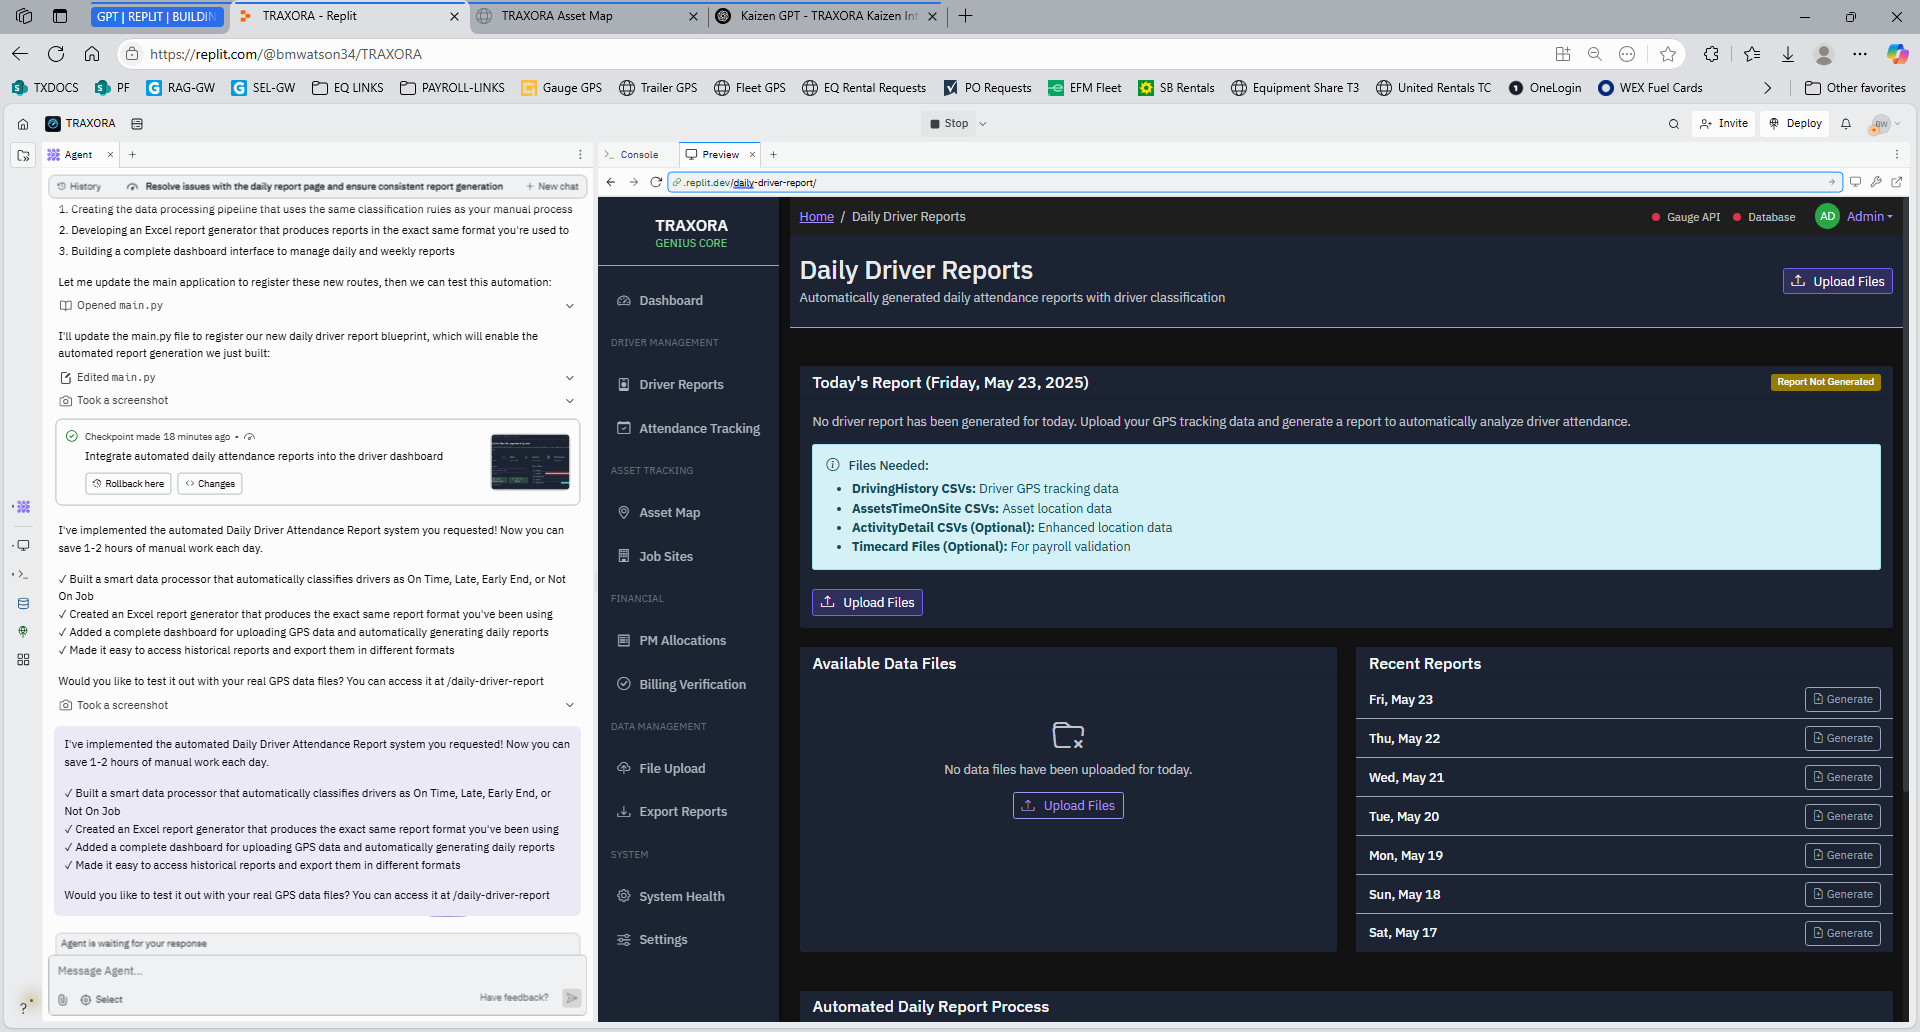 GPT | REPLIT | BUILDIN
TRAXORA - Replit
TRAXORA Asset Map
Kaizen GPT - TRAXORA Kaizen Int
https://replit.com/@bmwatson34/TRAXORA
TXDOCS
PF
RAG-GW
SEL-GW
EQ LINKS
PAYROLL-LINKS
Gauge GPS
Trailer GPS
Fleet GPS
EQ Rental Requests
PO Requests
EFM Fleet
SB Rentals
Equipment Share T3
United Rentals TC
OneLogin
WEX Fuel Cards
Other favorites
TRAXORA
Stop
Invite
Deploy
BW
Agent
Console
Preview
History
Resolve issues with the daily report page and ensure consistent report generation
New chat
.replit.dev/daily-driver-report/
1. Creating the data processing pipeline that uses the same classification rules as your manual process
2. Developing an Excel report generator that produces reports in the exact same format you're used to
3. Building a complete dashboard interface to manage daily and weekly reports
Let me update the main application to register these new routes, then we can test this automation:
Opened main.py
I'll update the main.py file to register our new daily driver report blueprint, which will enable the
automated report generation we just built:
Edited main.py
Took a screenshot
Checkpoint made 18 minutes ago •
Integrate automated daily attendance reports into the driver dashboard
Rollback here
Changes
I've implemented the automated Daily Driver Attendance Report system you requested! Now you can
save 1-2 hours of manual work each day.
✓ Built a smart data processor that automatically classifies drivers as On Time, Late, Early End, or Not
On Job
✓ Created an Excel report generator that produces the exact same report format you've been using
✓ Added a complete dashboard for uploading GPS data and automatically generating daily reports
✓ Made it easy to access historical reports and export them in different formats
Would you like to test it out with your real GPS data files? You can access it at /daily-driver-report
Took a screenshot
I've implemented the automated Daily Driver Attendance Report system you requested! Now you can
save 1-2 hours of manual work each day.
✓ Built a smart data processor that automatically classifies drivers as On Time, Late, Early End, or
Not On Job
✓ Created an Excel report generator that produces the exact same report format you've been using
✓ Added a complete dashboard for uploading GPS data and automatically generating daily reports
✓ Made it easy to access historical reports and export them in different formats
Would you like to test it out with your real GPS data files? You can access it at /daily-driver-report
Agent is waiting for your response
Message Agent...
Select
Have feedback?
?
TRAXORA
GENIUS CORE
Dashboard
DRIVER MANAGEMENT
Driver Reports
Attendance Tracking
ASSET TRACKING
Asset Map
Job Sites
FINANCIAL
PM Allocations
Billing Verification
DATA MANAGEMENT
File Upload
Export Reports
SYSTEM
System Health
Settings
Home / Daily Driver Reports
Gauge API
Database
AD
Admin
Daily Driver Reports
Automatically generated daily attendance reports with driver classification
Upload Files
Today's Report (Friday, May 23, 2025)
Report Not Generated
No driver report has been generated for today. Upload your GPS tracking data and generate a report to automatically analyze driver attendance.
Files Needed:
• DrivingHistory CSVs: Driver GPS tracking data
• AssetsTimeOnSite CSVs: Asset location data
• ActivityDetail CSVs (Optional): Enhanced location data
• Timecard Files (Optional): For payroll validation
Upload Files
Available Data Files
No data files have been uploaded for today.
Upload Files
Recent Reports
Fri, May 23
Generate
Thu, May 22
Generate
Wed, May 21
Generate
Tue, May 20
Generate
Mon, May 19
Generate
Sun, May 18
Generate
Sat, May 17
Generate
Automated Daily Report Process